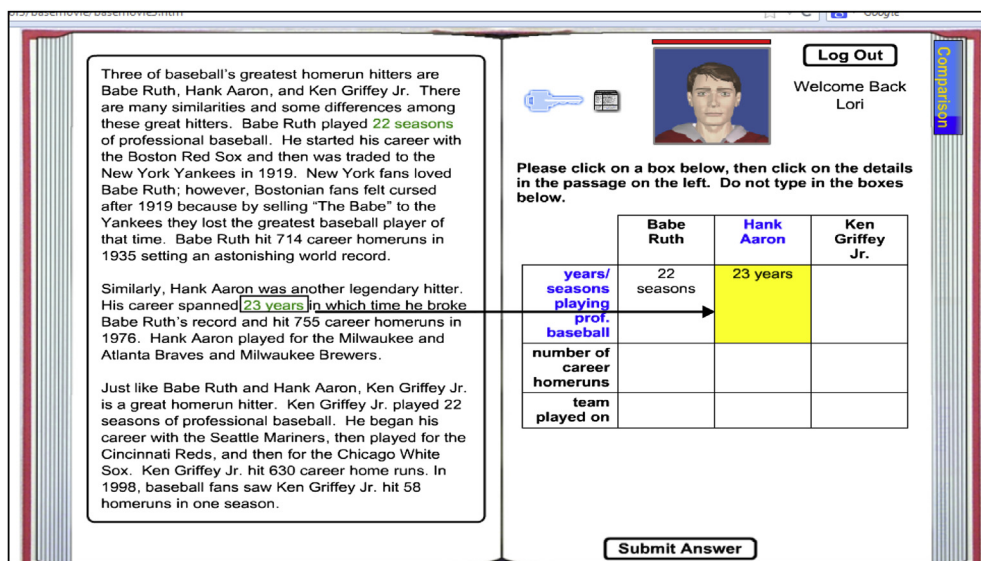 Three of baseball's greatest homerun hitters are
Babe Ruth, Hank Aaron, and Ken Griffey Jr. There
are many similarities and some differences among
these great hitters. Babe Ruth played 22 seasons
of professional baseball. He started his career with
the Boston Red Sox and then was traded to the
New York Yankees in 1919. New York fans loved
Babe Ruth; however, Bostonian fans felt cursed
after 1919 because by selling “The Babe” to the
Yankees they lost the greatest baseball player of
that time. Babe Ruth hit 714 career homeruns in
1935 setting an astonishing world record.
Similarly, Hank Aaron was another legendary hitter.
His career spanned 23 years in which time he broke
Babe Ruth's record and hit 755 career homeruns in
1976. Hank Aaron played for the Milwaukee and
Atlanta Braves and Milwaukee Brewers.
Just like Babe Ruth and Hank Aaron, Ken Griffey Jr.
is a great homerun hitter. Ken Griffey Jr. played 22
seasons of professional baseball. He began his
career with the Seattle Mariners, then played for the
Cincinnati Reds, and then for the Chicago White
Sox. Ken Griffey Jr. hit 630 career home runs. In
1998, baseball fans saw Ken Griffey Jr. hit 58
homeruns in one season.
Log Out
Welcome Back
Lori
Comparison
Please click on a box below, then click on the details
in the passage on the left. Do not type in the boxes
below.
Babe
Ruth
Hank
Aaron
Ken
Griffey
Jr.
years/
seasons
playing
prof.
baseball
22
seasons
23 years
number of
career
homeruns
team
played on
Submit Answer